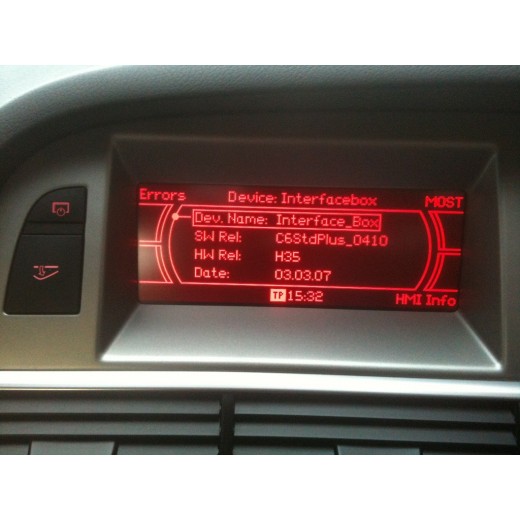 Errors Device: Interfacebox MOST
Dev. Name: Interface_Box
SW Rel: C6StdPlus_0410
HW Rel: H35
Date: 03.03.07
TP 15:32 HMI Info